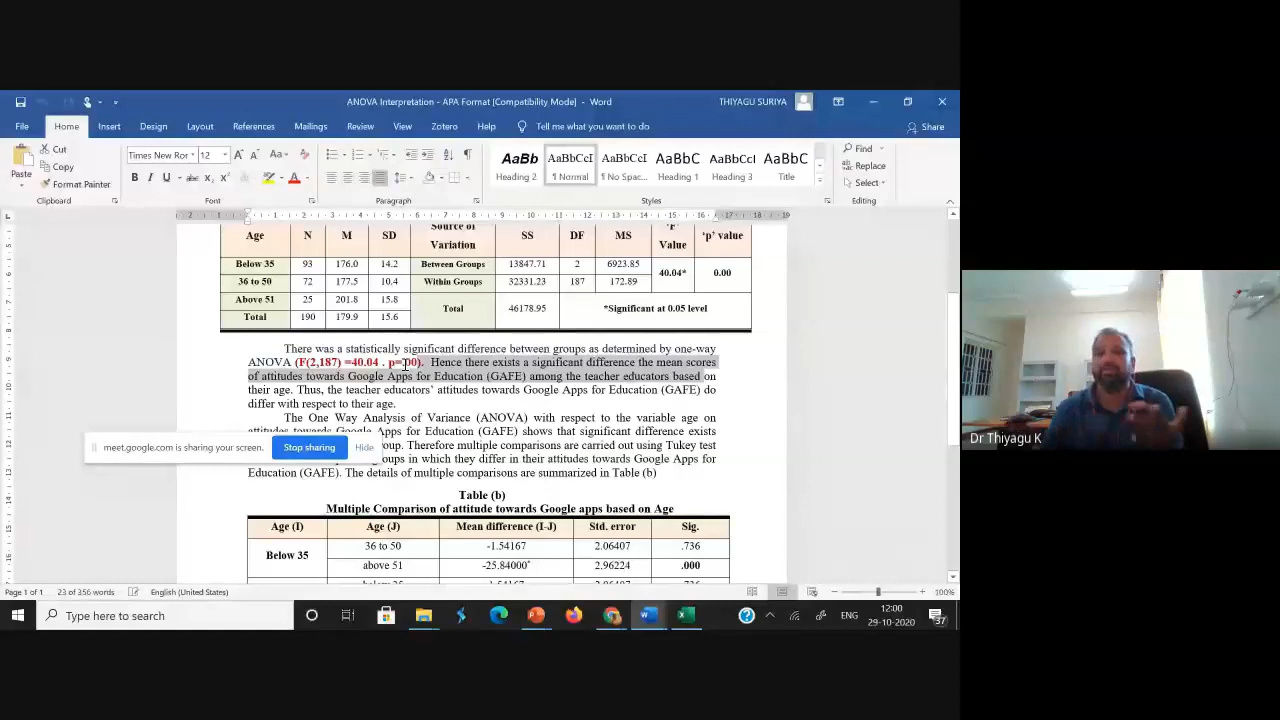 ANOVA Interpretation - APA Format [Compatibility Mode] - Word
THIYAGU SURIYA
File Home Insert Design Layout References Mailings Review View Zotero Help Tell me what you want to do Share
Paste
Cut
Copy
Format Painter
Clipboard
Times New Ror 12
Font
Paragraph
AaBb Heading 2
AaBbCcI ¶ Normal
AaBbCcI ¶ No Spac...
AaBbC Heading 1
AaBbCc Heading 3
AaBbC Title
Styles
Find
Replace
Select
Editing
Age N M SD Source of Variation SS DF MS 'F' Value 'p' value
Below 35 93 176.0 14.2 Between Groups 13847.71 2 6923.85 40.04* 0.00
36 to 50 72 177.5 10.4 Within Groups 32331.23 187 172.89
Above 51 25 201.8 15.8 Total 46178.95 *Significant at 0.05 level
Total 190 179.9 15.6
There was a statistically significant difference between groups as determined by one-way
ANOVA (F(2,187) =40.04 , p=.00). Hence there exists a significant difference the mean scores
of attitudes towards Google Apps for Education (GAFE) among the teacher educators based on
their age. Thus, the teacher educators' attitudes towards Google Apps for Education (GAFE) do
differ with respect to their age.
The One Way Analysis of Variance (ANOVA) with respect to the variable age on
attitudes towards Google Apps for Education (GAFE) shows that significant difference exists
group. Therefore multiple comparisons are carried out using Tukey test
groups in which they differ in their attitudes towards Google Apps for
Education (GAFE). The details of multiple comparisons are summarized in Table (b)
meet.google.com is sharing your screen. Stop sharing Hide
Table (b)
Multiple Comparison of attitude towards Google apps based on Age
Age (I) Age (J) Mean difference (I-J) Std. error Sig.
Below 35 36 to 50 -1.54167 2.06407 .736
above 51 -25.84000* 2.96224 .000
Page 1 of 1 23 of 356 words English (United States) 100%
Type here to search
ENG
12:00
29-10-2020
37
Dr Thiyagu K